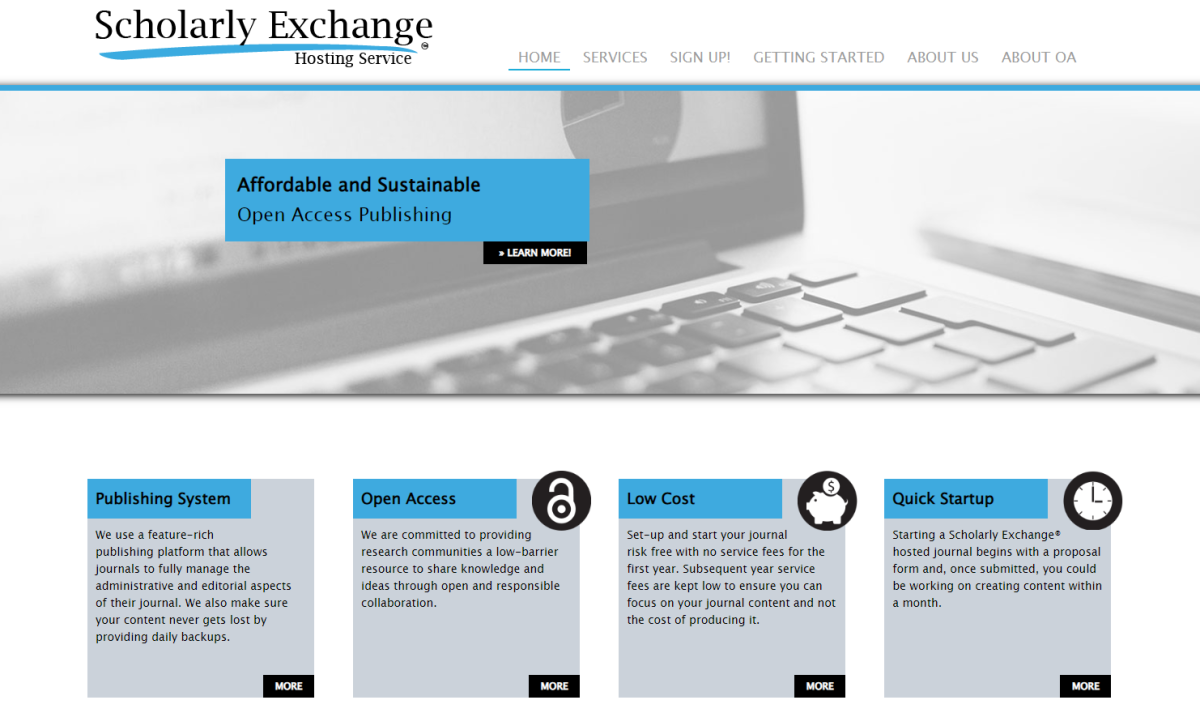 Scholarly Exchange
Hosting Service
HOME SERVICES SIGN UP! GETTING STARTED ABOUT US ABOUT OA
Affordable and Sustainable
Open Access Publishing
» LEARN MORE!
Publishing System
We use a feature-rich
publishing platform that allows
journals to fully manage the
administrative and editorial aspects
of their journal. We also make sure
your content never gets lost by
providing daily backups.
MORE
Open Access
We are committed to providing
research communities a low-barrier
resource to share knowledge and
ideas through open and responsible
collaboration.
MORE
Low Cost
$
Set-up and start your journal
risk free with no service fees for the
first year. Subsequent year service
fees are kept low to ensure you can
focus on your journal content and not
the cost of producing it.
MORE
Quick Startup
Starting a Scholarly Exchange®
hosted journal begins with a proposal
form and, once submitted, you could
be working on creating content within
a month.
MORE